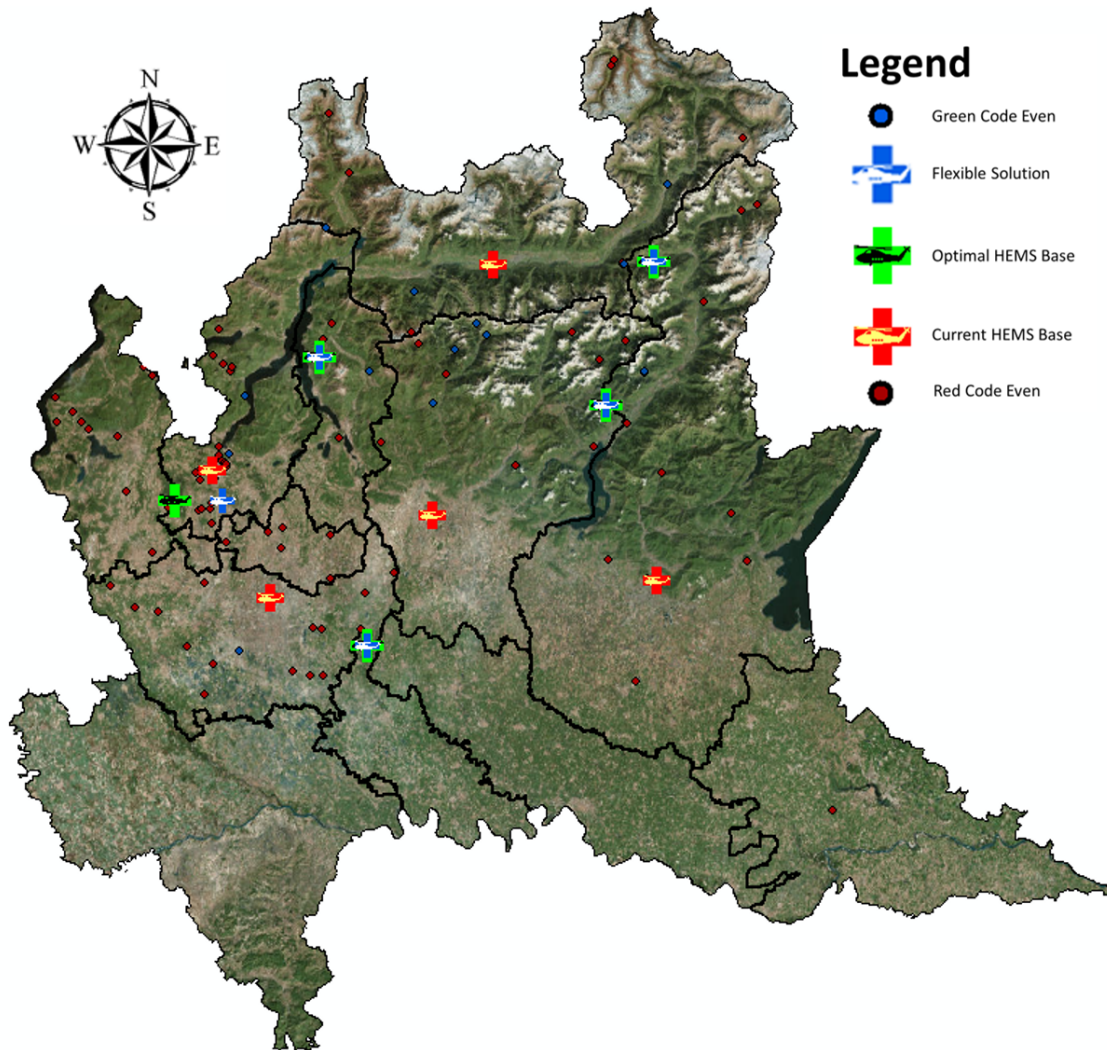 Legend
N
W
E
S
Green Code Even
Flexible Solution
Optimal HEMS Base
Current HEMS Base
Red Code Even